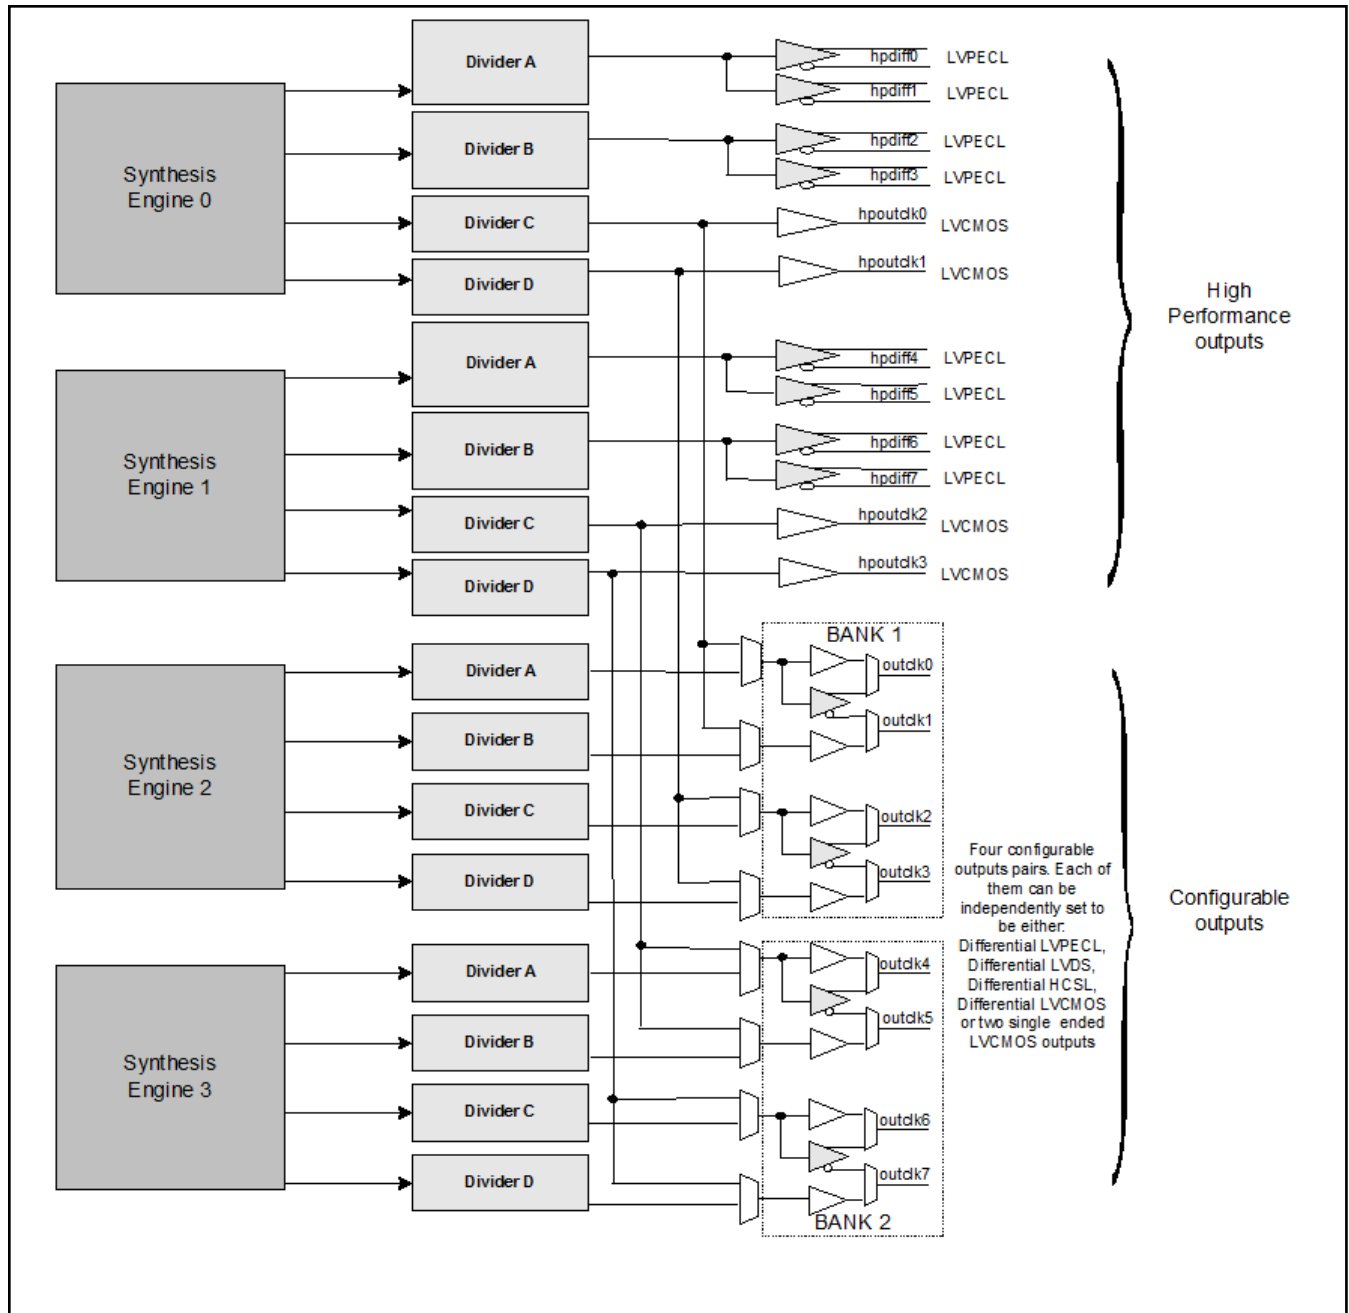 Synthesis
Engine 0
Divider A
Divider B
Divider C
Divider D
hpdiff0 LVPECL
hpdiff1 LVPECL
hpdiff2 LVPECL
hpdiff3 LVPECL
hpoutclk0 LVCMOS
hpoutclk1 LVCMOS
High
Performance
outputs
Synthesis
Engine 1
Divider A
Divider B
Divider C
Divider D
hpdiff4 LVPECL
hpdiff5 LVPECL
hpdiff6 LVPECL
hpdiff7 LVPECL
hpoutclk2 LVCMOS
hpoutclk3 LVCMOS
Synthesis
Engine 2
Divider A
Divider B
Divider C
Divider D
BANK 1
outclk0
outclk1
outclk2
outclk3
Four configurable
outputs pairs. Each of
them can be
independently set to
be either:
Differential LVPECL,
Differential LVDS,
Differential HCSL,
Differential LVCMOS
or two single ended
LVCMOS outputs
Configurable
outputs
Synthesis
Engine 3
Divider A
Divider B
Divider C
Divider D
outclk4
outclk5
outclk6
outclk7
BANK 2